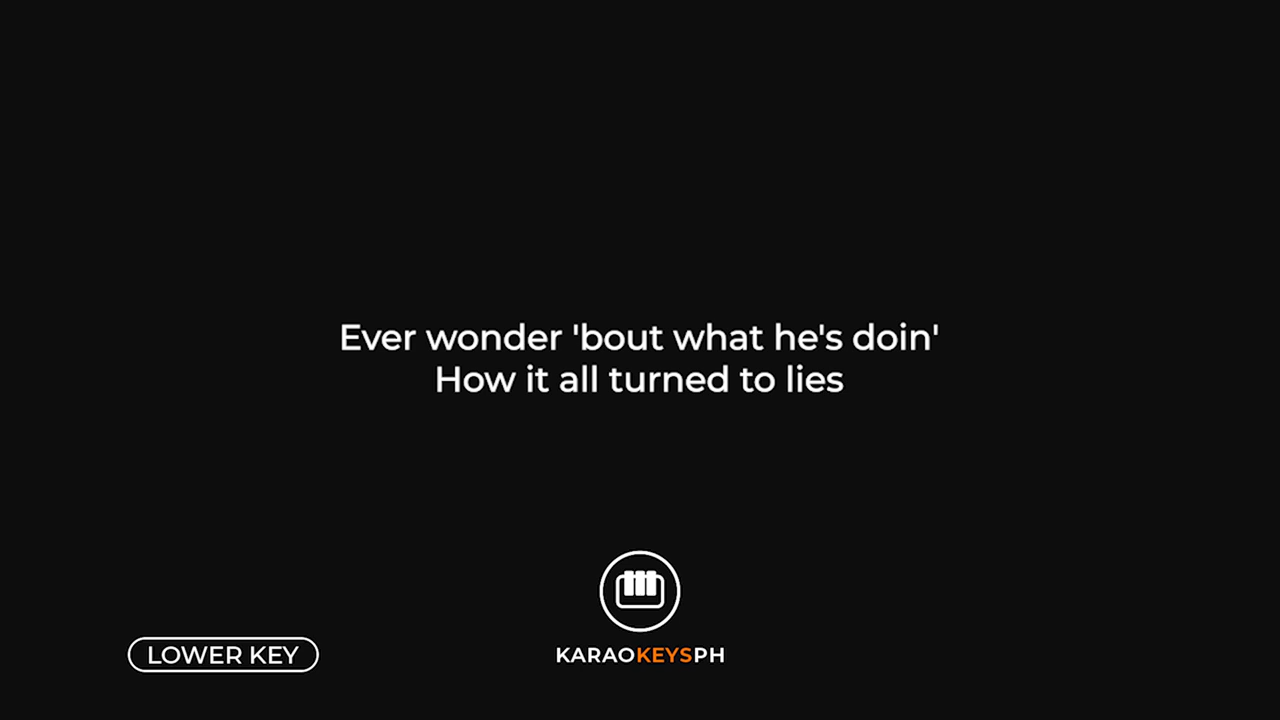 Ever wonder 'bout what he's doin'
How it all turned to lies
LOWER KEY
KARAOKEYSPH